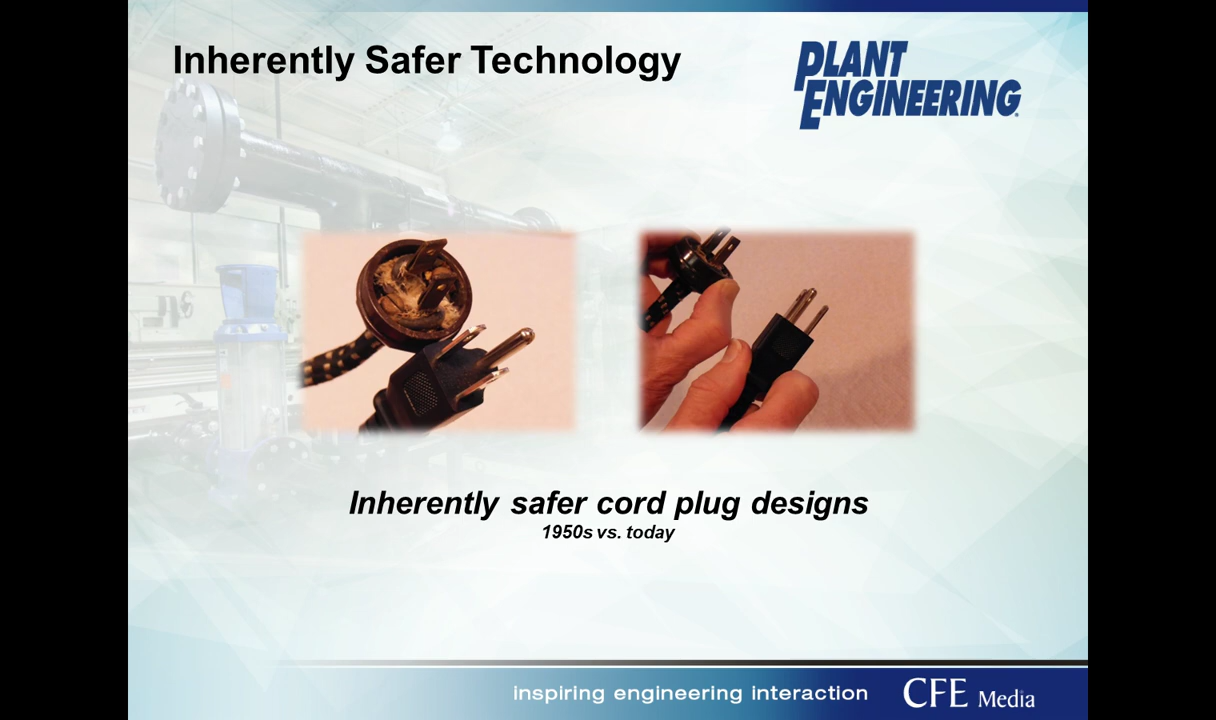 Inherently Safer Technology
PLANT
ENGINEERING
Inherently safer cord plug designs
1950s vs. today
inspiring engineering interaction
CFE Media